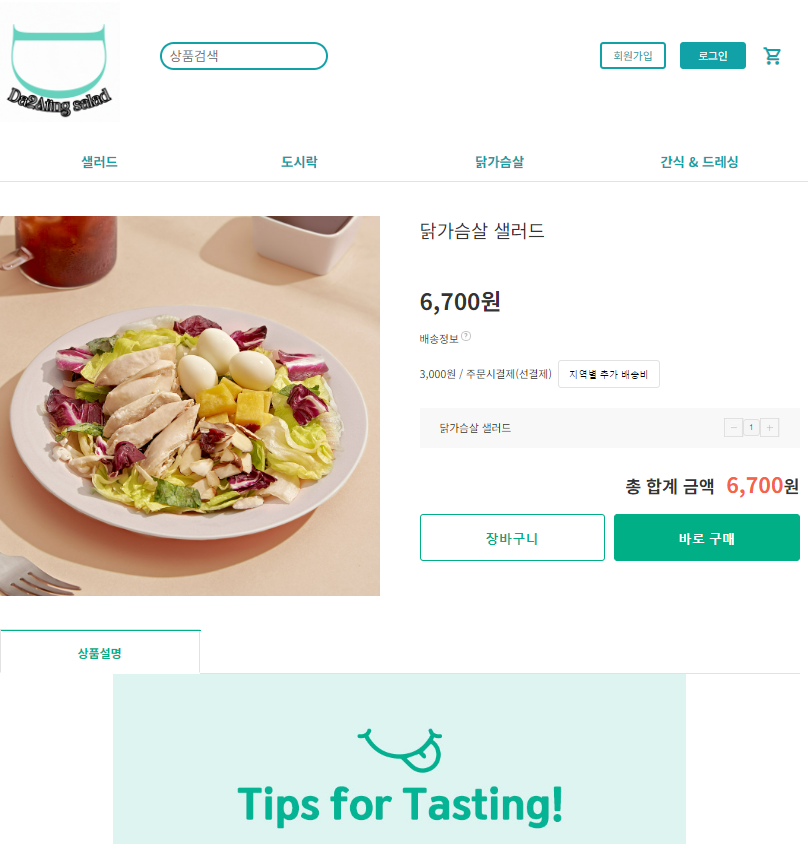 Da2Aiing salad
상품검색
회원가입
로그인
샐러드
도시락
닭가슴살
간식 & 드레싱
닭가슴살 샐러드
6,700원
배송정보 ?
3,000원 / 주문시결제(선결제) 지역별 추가 배송비
닭가슴살 샐러드
− 1 +
총 합계 금액 6,700원
장바구니
바로 구매
상품설명
Tips for Tasting!